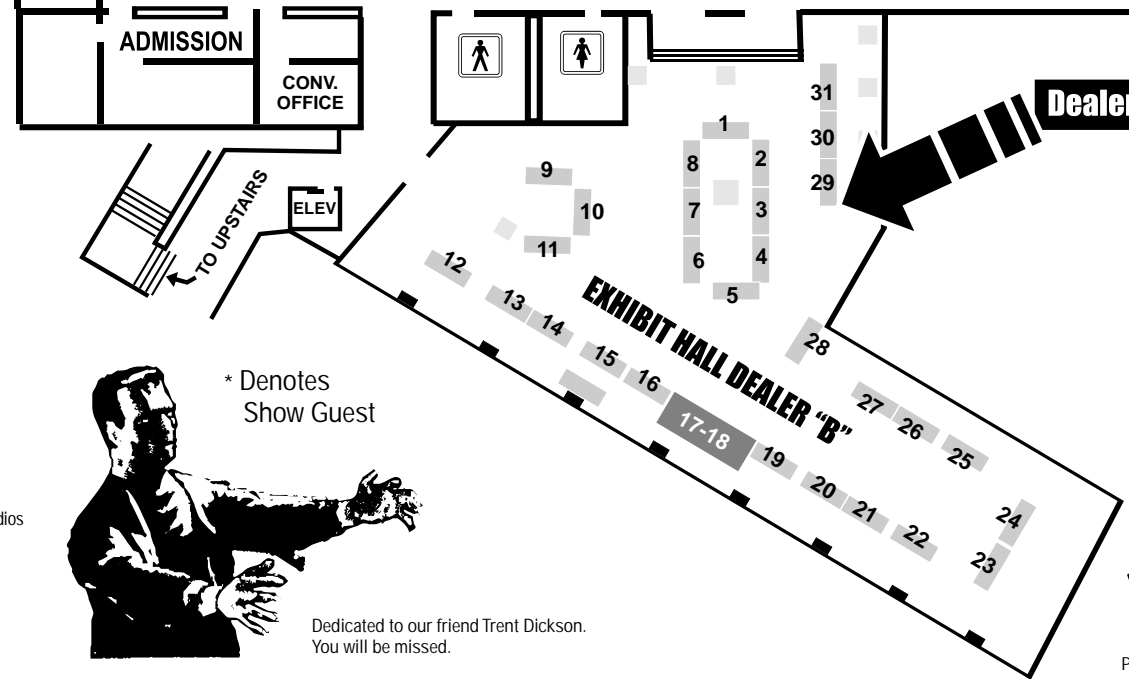 ADMISSION
CONV.
OFFICE
ELEV
TO UPSTAIRS
Dealer
31
30
29
1
8
2
7
3
6
4
5
9
10
11
12
13
14
15
16
17-18
19
20
21
22
23
24
25
26
27
28
EXHIBIT HALL DEALER “B”
* Denotes
Show Guest
dios
Dedicated to our friend Trent Dickson.
You will be missed.
P